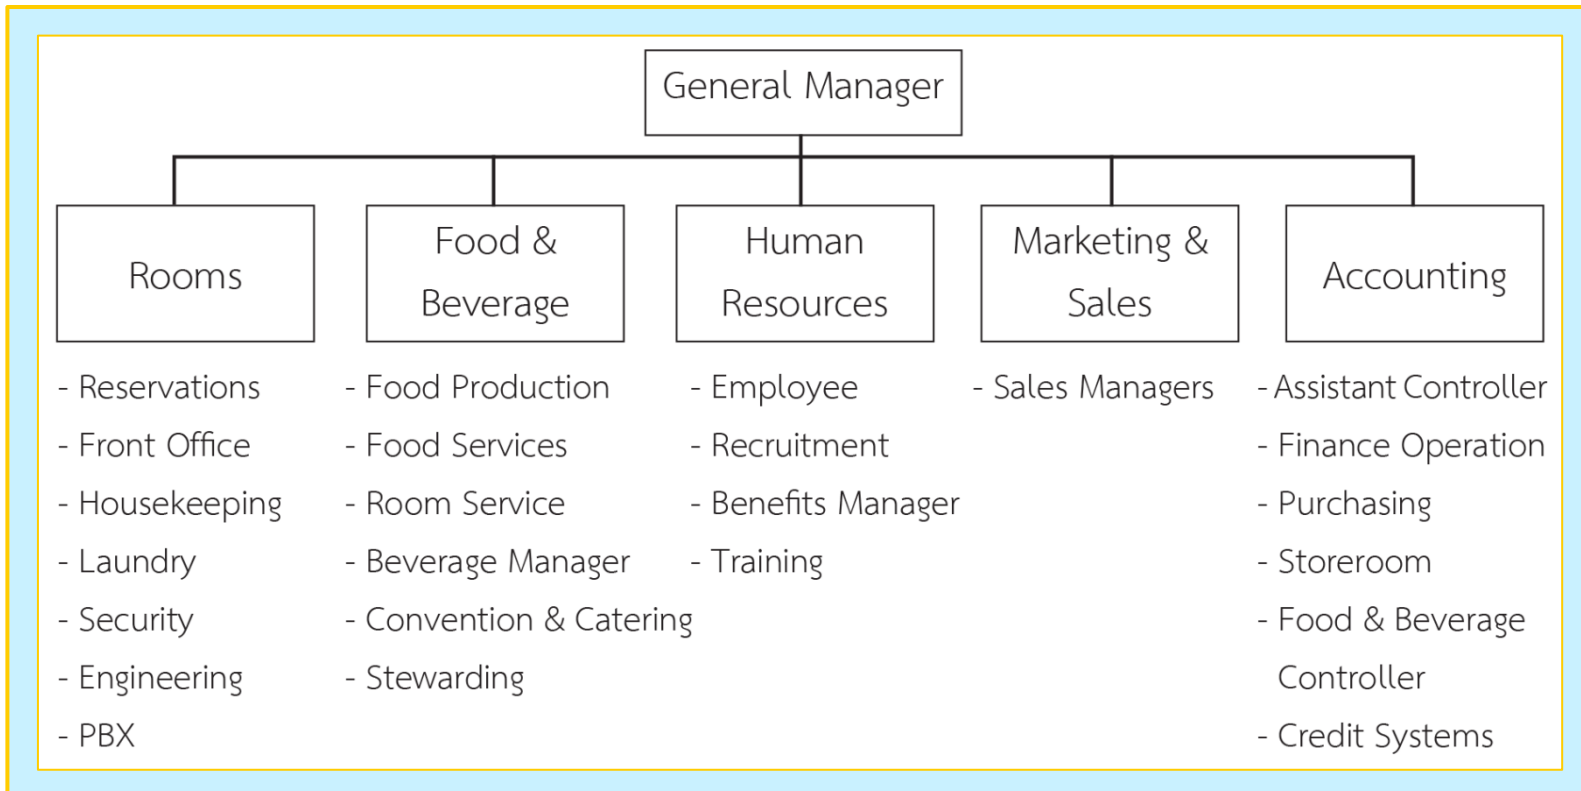 General Manager
Rooms
Food &
Beverage
Human
Resources
Marketing &
Sales
Accounting
- Reservations
- Front Office
- Housekeeping
- Laundry
- Security
- Engineering
- PBX
- Food Production
- Food Services
- Room Service
- Beverage Manager
- Convention & Catering
- Stewarding
- Employee
- Recruitment
- Benefits Manager
- Training
- Sales Managers
- Assistant Controller
- Finance Operation
- Purchasing
- Storeroom
- Food & Beverage
Controller
- Credit Systems